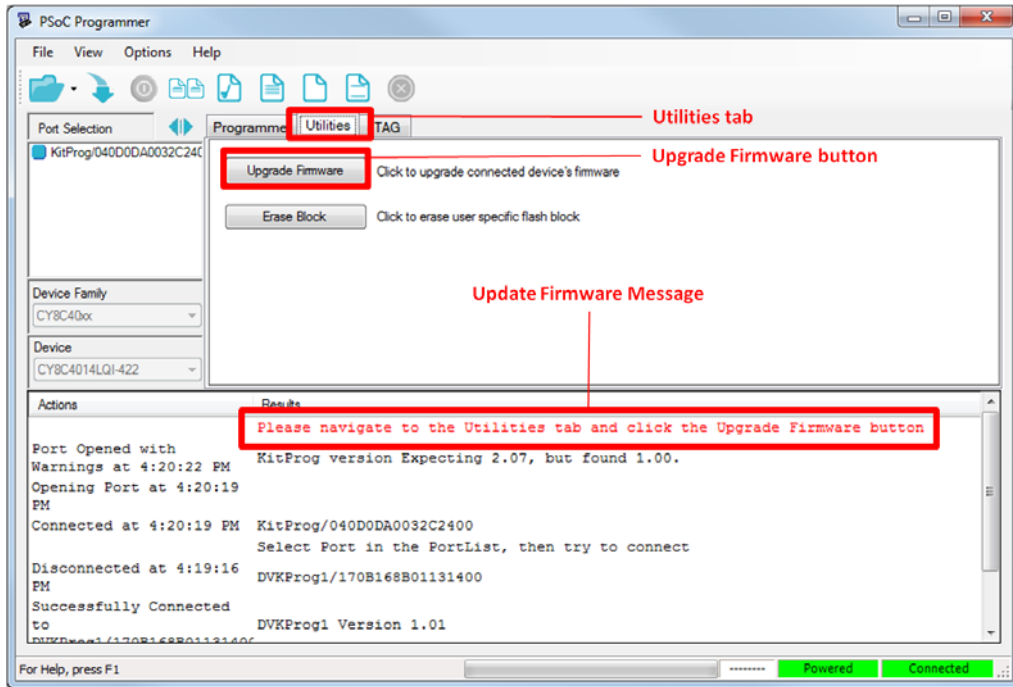 PSoC Programmer
File View Options Help
Port Selection
Programme Utilities TAG
Utilities tab
KitProg/040D0DA0032C240
Upgrade Firmware Click to upgrade connected device's firmware
Upgrade Firmware button
Erase Block Click to erase user specific flash block
Device Family
CY8C40xx
Update Firmware Message
Device
CY8C4014LQI-422
Actions Results
Please navigate to the Utilities tab and click the Upgrade Firmware button
Port Opened with
Warnings at 4:20:22 PM
KitProg version Expecting 2.07, but found 1.00.
Opening Port at 4:20:19
PM
Connected at 4:20:19 PM KitProg/040D0DA0032C2400
Select Port in the PortList, then try to connect
Disconnected at 4:19:16
PM
DVKProg1/170B168B01131400
Successfully Connected
to DVKProg1 Version 1.01
DVKProg1/170B168B01131400
For Help, press F1 Powered Connected